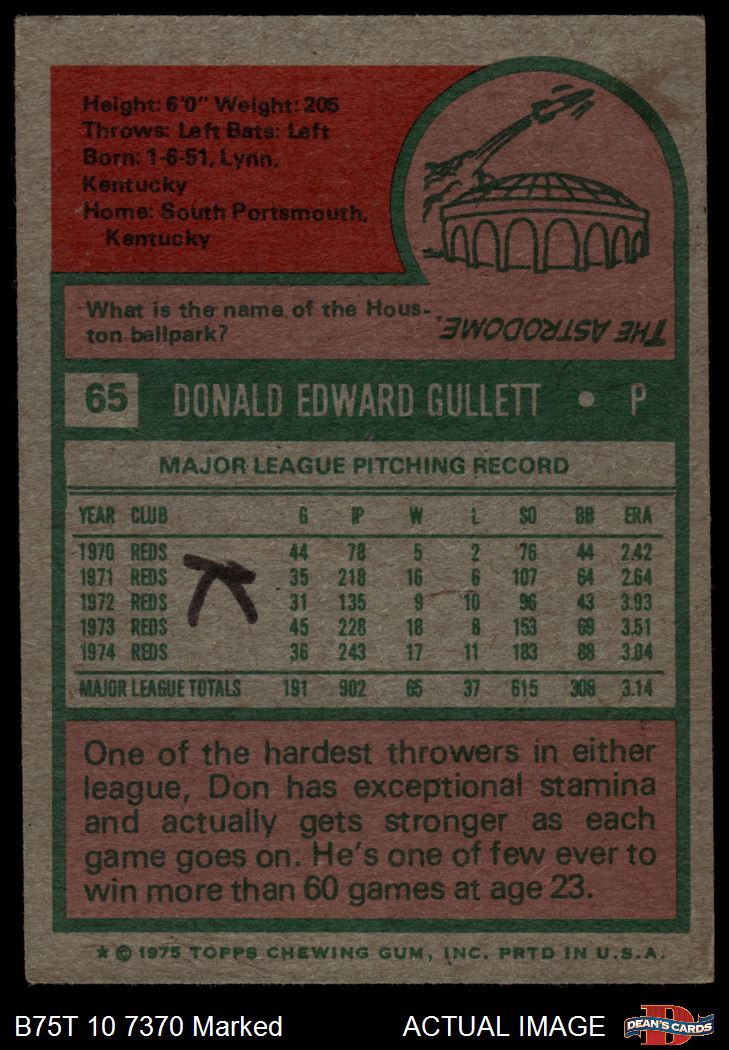 Height: 6'0" Weight: 205
Throws: Left Bats: Left
Born: 1-6-51, Lynn,
Kentucky
Home: South Portsmouth,
Kentucky
What is the name of the Hous-
ton ballpark?
THE ASTRODOME.
65 DONALD EDWARD GULLETT • P
MAJOR LEAGUE PITCHING RECORD
YEAR CLUB G IP W L SO BB ERA
1970 REDS 44 78 5 2 76 44 2.42
1971 REDS 35 218 16 6 107 64 2.64
1972 REDS 31 135 9 10 96 43 3.93
1973 REDS 45 228 18 8 153 69 3.51
1974 REDS 36 243 17 11 183 88 3.04
MAJOR LEAGUE TOTALS 191 902 65 37 615 308 3.14
One of the hardest throwers in either
league, Don has exceptional stamina
and actually gets stronger as each
game goes on. He's one of few ever to
win more than 60 games at age 23.
* © 1975 TOPPS CHEWING GUM, INC. PRTD IN U.S.A.
B75T 10 7370 Marked ACTUAL IMAGE DEAN'S CARDS